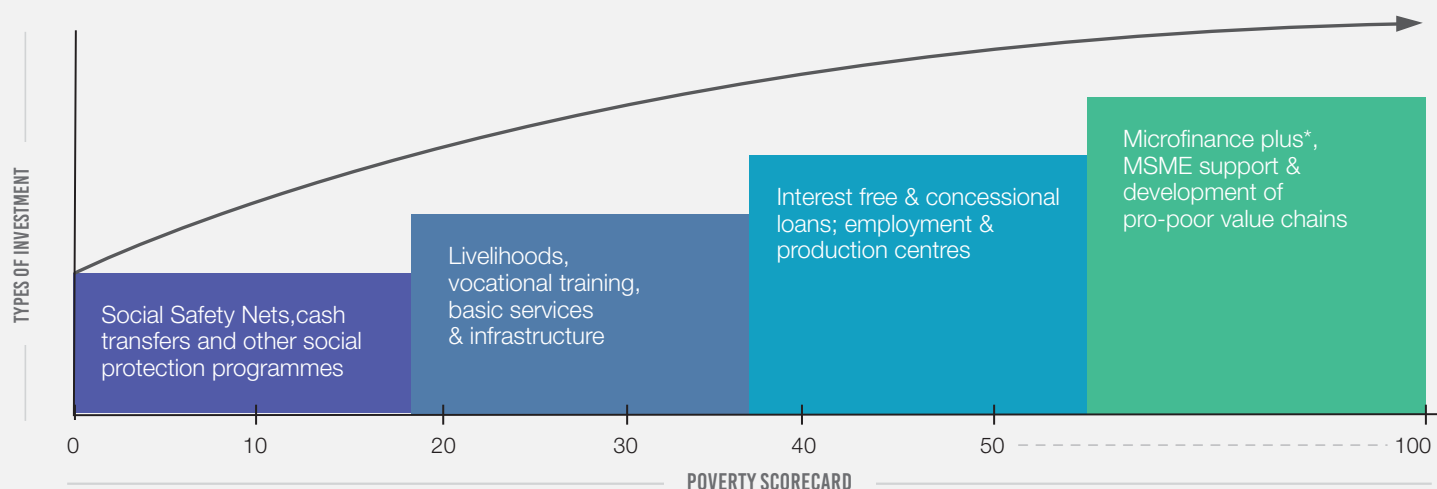 TYPES OF INVESTMENT
Social Safety Nets,cash
transfers and other social
protection programmes
Livelihoods,
vocational training,
basic services
& infrastructure
Interest free & concessional
loans; employment &
production centres
Microfinance plus*,
MSME support &
development of
pro-poor value chains
0 10 20 30 40 50 100
POVERTY SCORECARD